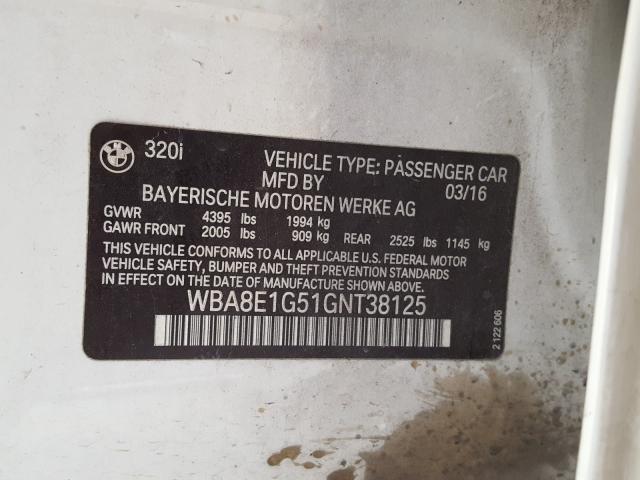 320i VEHICLE TYPE: PASSENGER CAR
MFD BY 03/16
BAYERISCHE MOTOREN WERKE AG
GVWR 4395 lbs 1994 kg
GAWR FRONT 2005 lbs 909 kg REAR 2525 lbs 1145 kg
THIS VEHICLE CONFORMS TO ALL APPLICABLE U.S. FEDERAL MOTOR
VEHICLE SAFETY, BUMPER AND THEFT PREVENTION STANDARDS
IN EFFECT ON THE DATE OF MANUFACTURE SHOWN ABOVE.
WBA8E1G51GNT38125
2 122 606